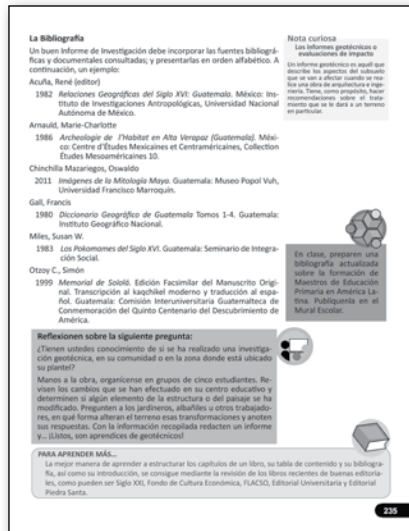 La Bibliografía
Un buen Informe de Investigación debe incorporar las fuentes bibliográ-
ficas y documentales consultadas; y presentarlas en orden alfabético. A
continuación, un ejemplo:
Acuña, René (editor)
1982 Relaciones Geográficas del Siglo XVI: Guatemala. México: Ins-
tituto de Investigaciones Antropológicas, Universidad Nacional
Autónoma de México.
Arnauld, Marie-Charlotte
1986 Archeologie de l'Habitat en Alta Verapaz (Guatemala). Méxi-
co: Centre d'Études Mexicaines et Centraméricaines, Collection
Études Mesoaméricaines 10.
Chinchilla Mazariegos, Oswaldo
2011 Imágenes de la Mitología Maya. Guatemala: Museo Popol Vuh,
Universidad Francisco Marroquín.
Gall, Francis
1980 Diccionario Geográfico de Guatemala Tomos 1-4. Guatemala:
Instituto Geográfico Nacional.
Miles, Susan W.
1983 Los Pokomames del Siglo XVI. Guatemala: Seminario de Integra-
ción Social.
Otzoy C., Simón
1999 Memorial de Sololá. Edición Facsimilar del Manuscrito Origi-
nal. Transcripción al kaqchikel moderno y traducción al espa-
ñol. Guatemala: Comisión Interuniversitaria Guatemalteca de
Conmemoración del Quinto Centenario del Descubrimiento de
América.
Nota curiosa
Los informes geotécnicos o
evaluaciones de impacto
Un informe geotécnico es aquél que
describe los aspectos del subsuelo
que se van a afectar cuando se rea-
lice una obra de arquitectura e inge-
niería. Tiene, como propósito, hacer
recomendaciones sobre el trata-
miento que se le dará a un terreno
en particular.
En clase, preparen una
bibliografía actualizada
sobre la formación de
Maestros de Educación
Primaria en América La-
tina. Publíquenla en el
Mural Escolar.
Reflexionen sobre la siguiente pregunta:
¿Tienen ustedes conocimiento de si se ha realizado una investiga-
ción geotécnica, en su comunidad o en la zona donde está ubicado
su plantel?
Manos a la obra, organícense en grupos de cinco estudiantes. Re-
visen los cambios que se han efectuado en su centro educativo y
determinen si algún elemento de la estructura o del paisaje se ha
modificado. Pregunten a los jardineros, albañiles u otros trabajado-
res, en qué forma alteran el terreno esas transformaciones y anoten
sus respuestas. Con la información recopilada redacten un informe
y... ¡Listos, son aprendices de geotécnicos!
PARA APRENDER MÁS...
La mejor manera de aprender a estructurar los capítulos de un libro, su tabla de contenido y su bibliogra-
fía, así como su introducción, se consigue mediante la revisión de los libros recientes de buenas editoria-
les, como pueden ser Siglo XXI, Fondo de Cultura Económica, FLACSO, Editorial Universitaria y Editorial
Piedra Santa.
235